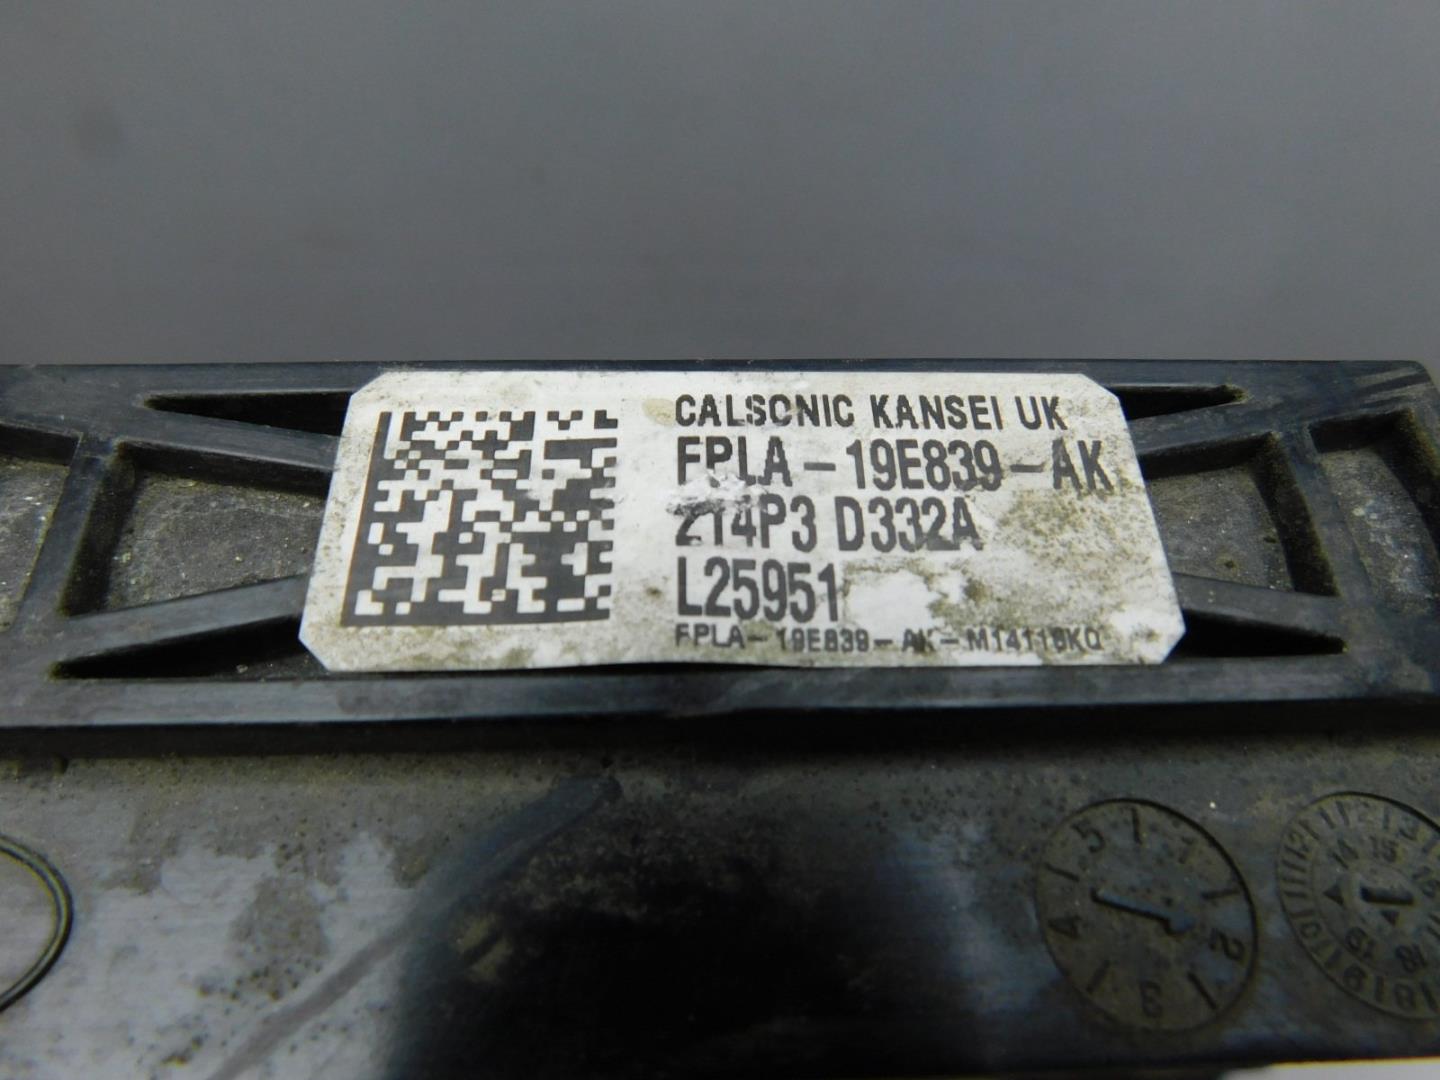 CALSONIC KANSEI UK
FPLA-19E839-AK
214P3 D332A
L25951
FPLA-19E839-AK-M14118KQ